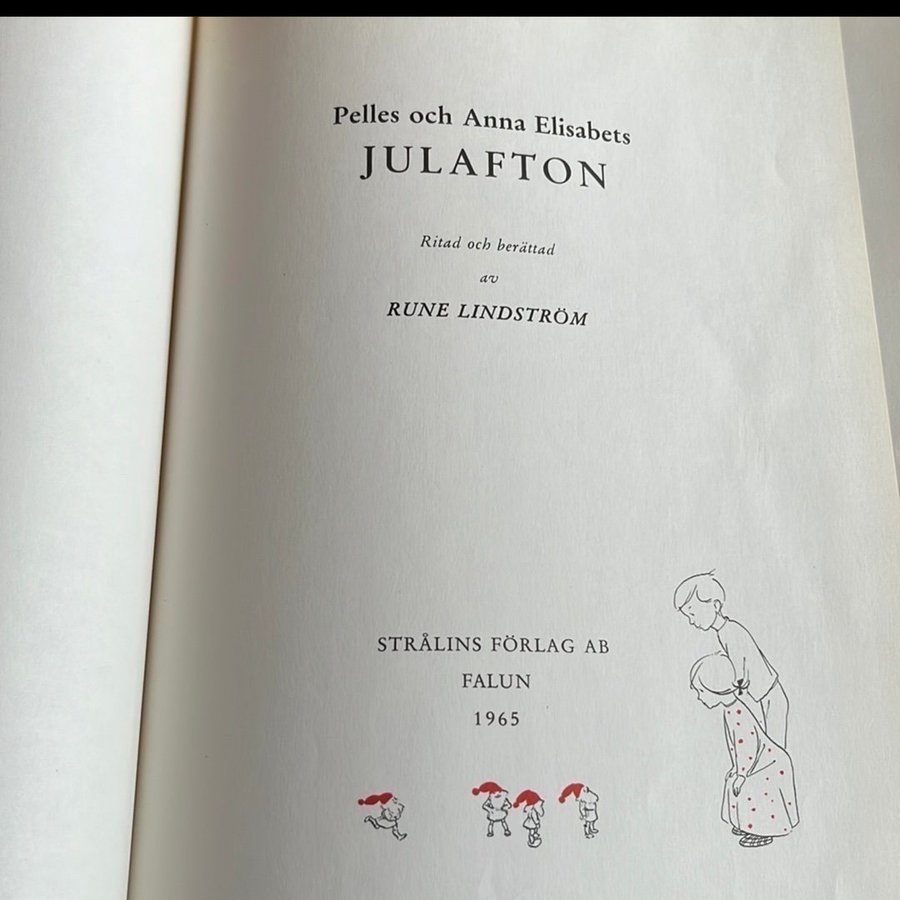 Pelles och Anna Elisabets
JULAFTON
Ritad och berättad
av
RUNE LINDSTRÖM
STRÅLINS FÖRLAG AB
FALUN
1965